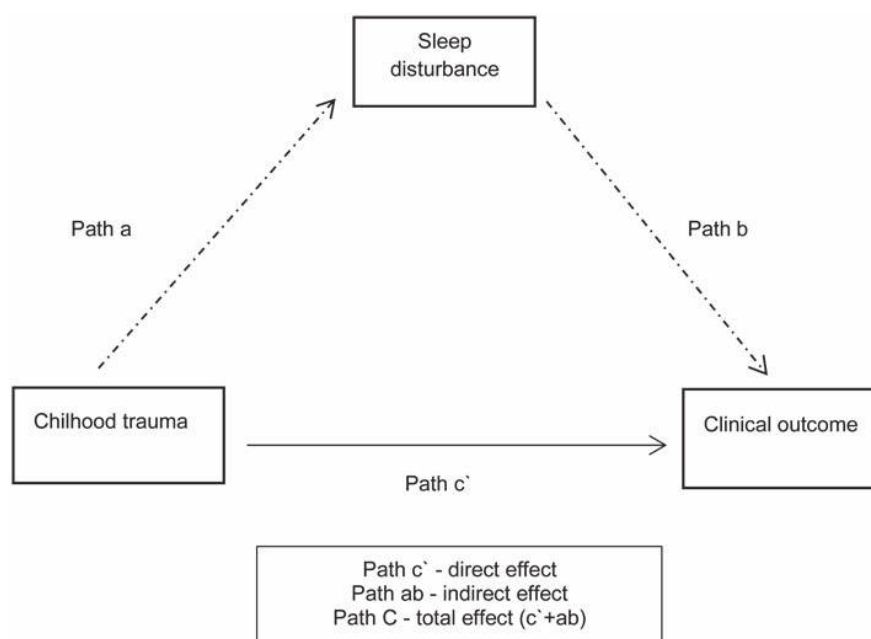 Sleep
disturbance
Path a
Path b
Chilhood trauma
Clinical outcome
Path c`
Path c` - direct effect
Path ab - indirect effect
Path C - total effect (c`+ab)